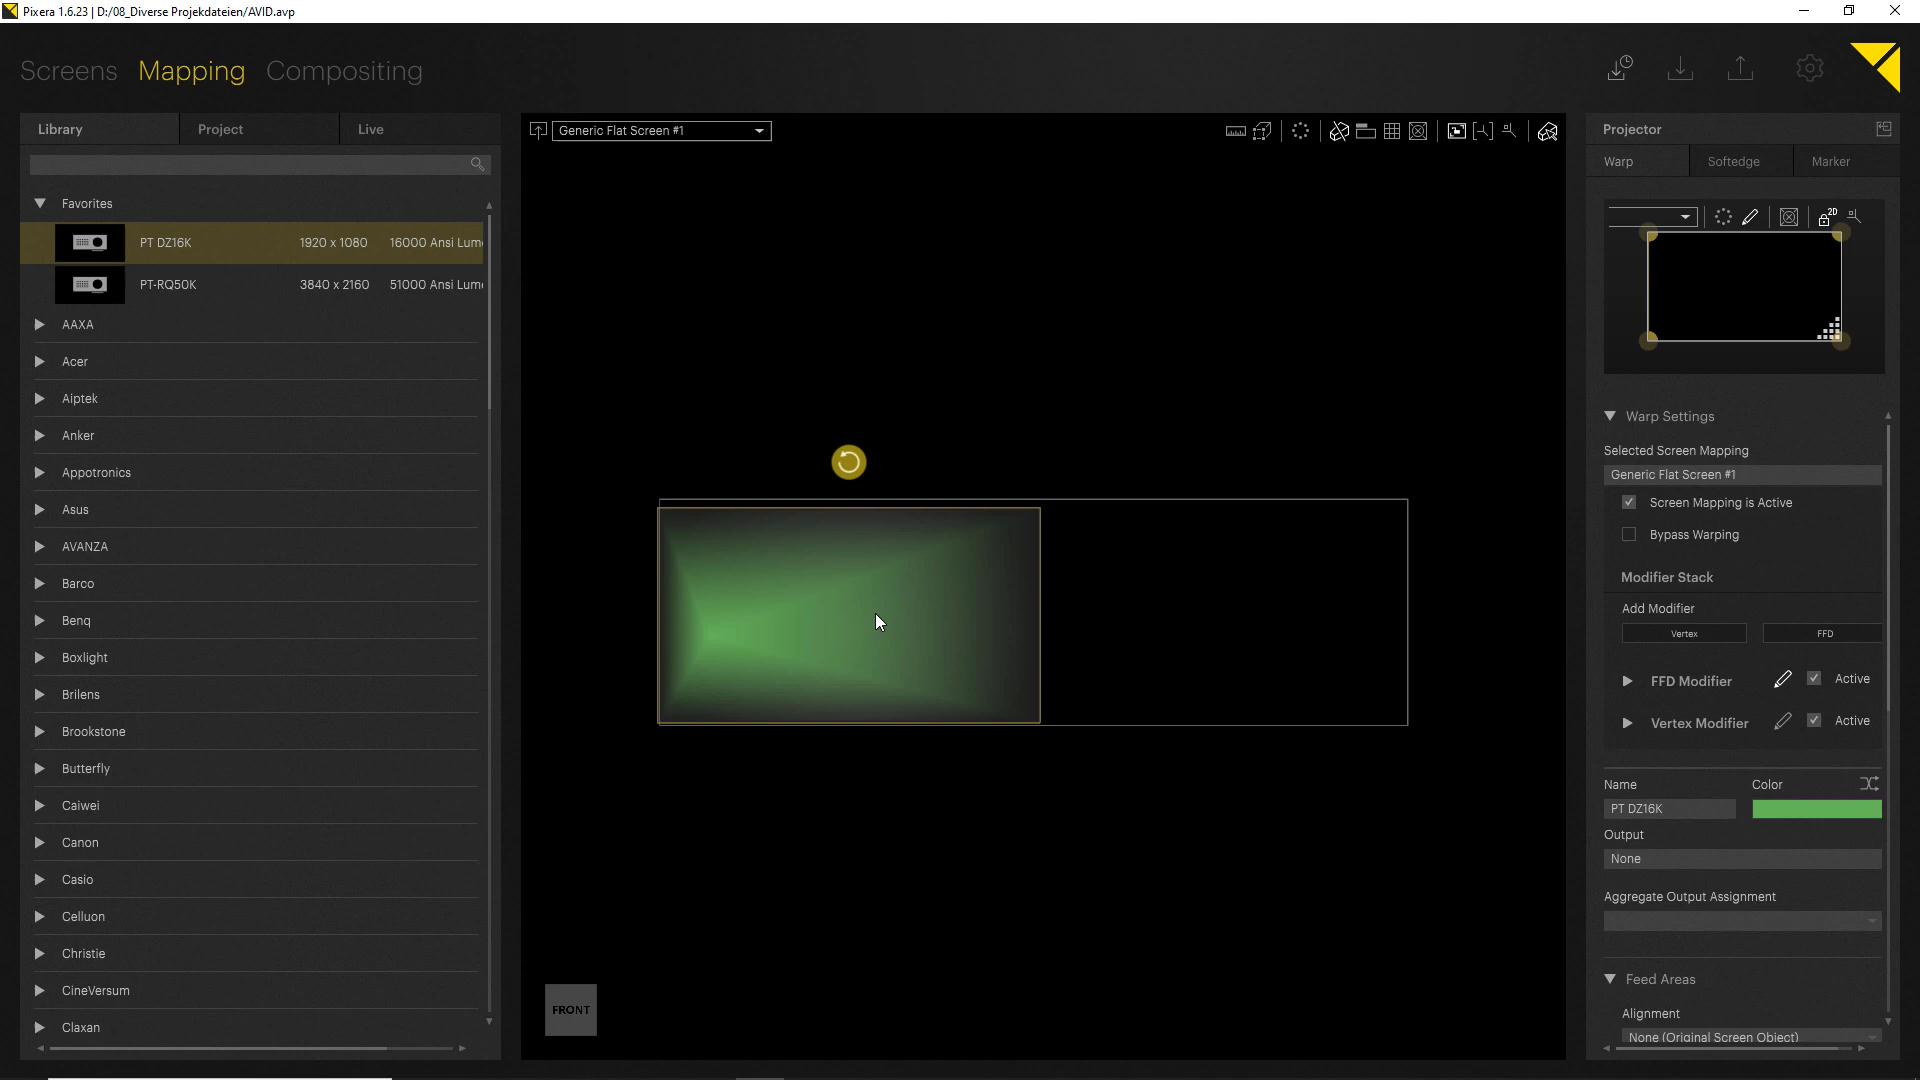 Pixera 1.6.23 | D:/08_Diverse Projekdateien/AVID.avp
Screens Mapping Compositing
Library Project Live
Favorites
PT DZ16K 1920 x 1080 16000 Ansi Lum
PT-RQ50K 3840 x 2160 51000 Ansi Lum
AAXA
Acer
Aiptek
Anker
Appotronics
Asus
AVANZA
Barco
Benq
Boxlight
Brilens
Brookstone
Butterfly
Caiwei
Canon
Casio
Celluon
Christie
CineVersum
Claxan
Generic Flat Screen #1
FRONT
Projector
Warp Softedge Marker
2D
Warp Settings
Selected Screen Mapping
Generic Flat Screen #1
Screen Mapping is Active
Bypass Warping
Modifier Stack
Add Modifier
Vertex FFD
FFD Modifier Active
Vertex Modifier Active
Name Color
PT DZ16K
Output
None
Aggregate Output Assignment
Feed Areas
Alignment
None (Original Screen Object)